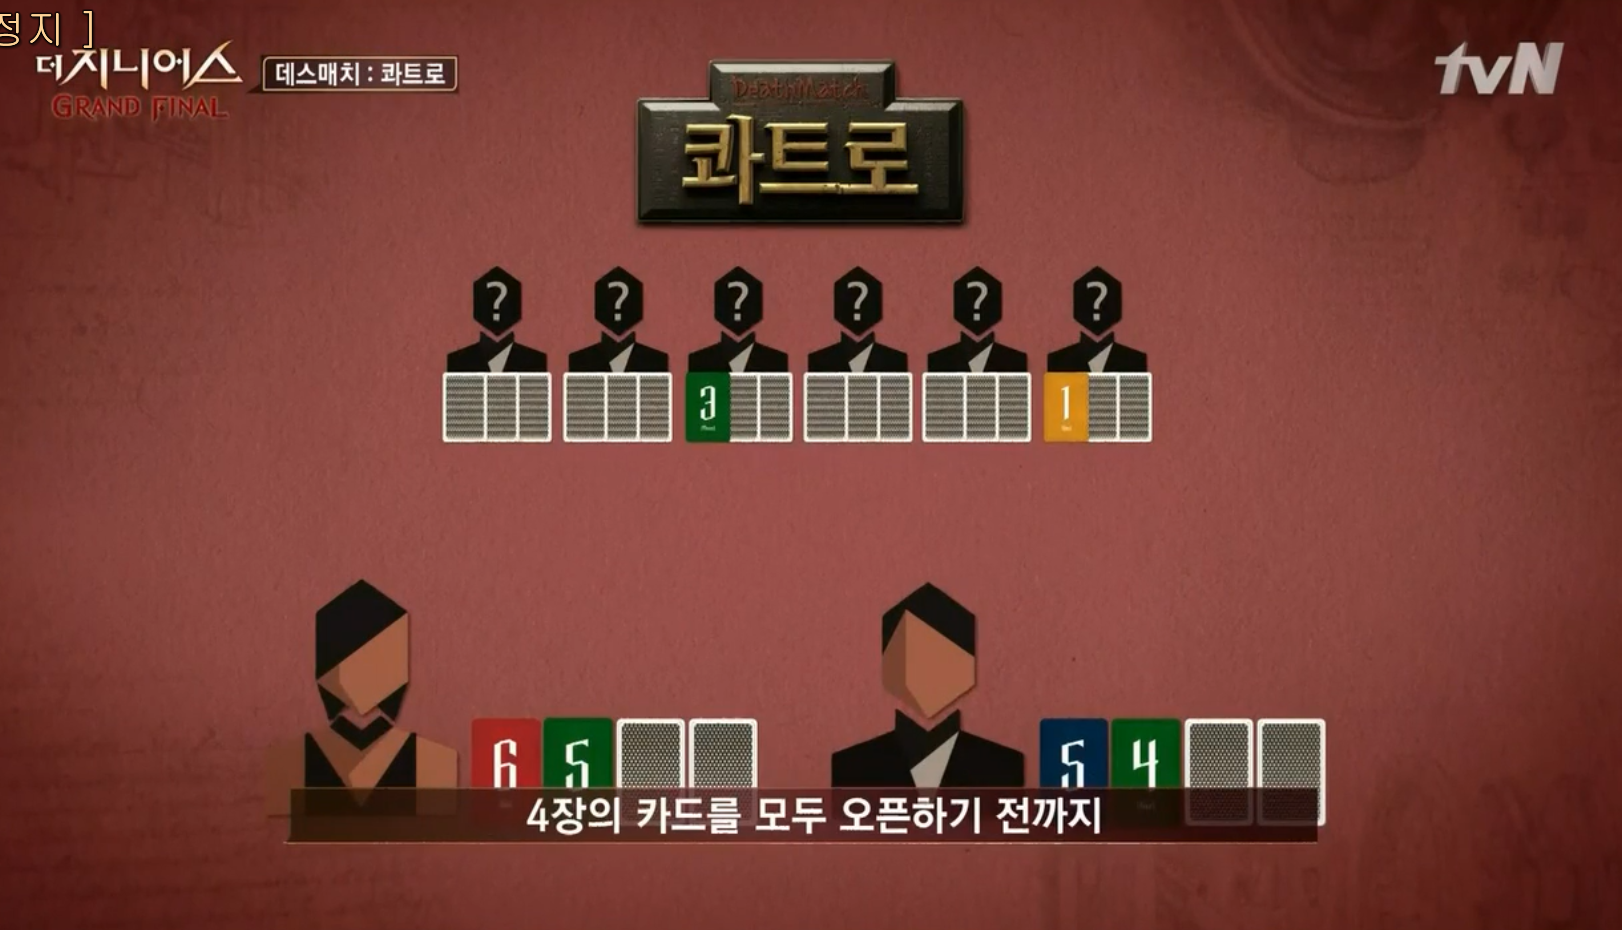 정지 ]
더 지니어스
GRAND FINAL
데스매치 : 콰트로
tvN
DeathMatch
콰트로
? ? ? ? ? ?
3 1
6 5 5 4
4장의 카드를 모두 오픈하기 전까지